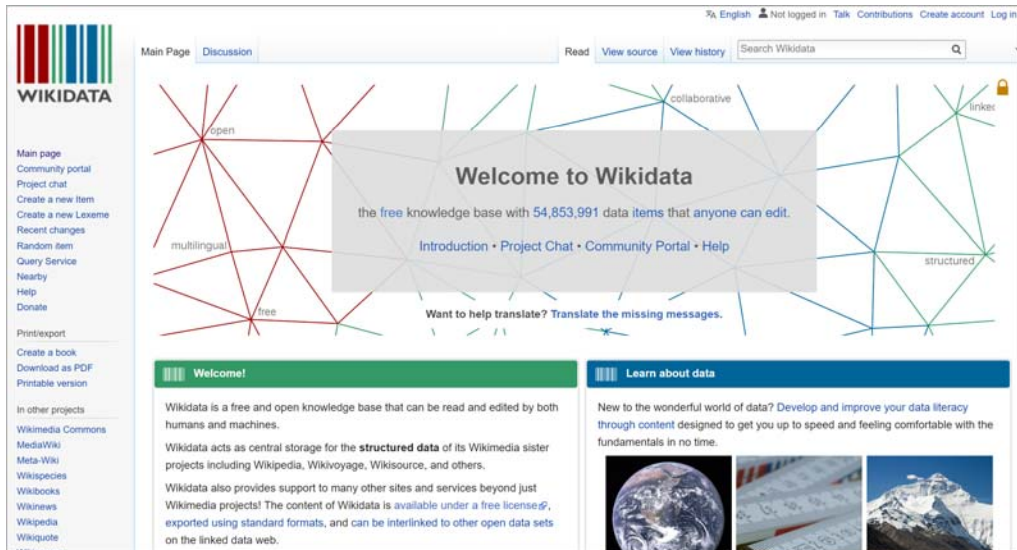 English Not logged in Talk Contributions Create account Log in
WIKIDATA
Main Page Discussion Read View source View history Search Wikidata
Main page
Community portal
Project chat
Create a new Item
Create a new Lexeme
Recent changes
Random item
Query Service
Nearby
Help
Donate
Print/export
Create a book
Download as PDF
Printable version
In other projects
Wikimedia Commons
MediaWiki
Meta-Wiki
Wikispecies
Wikibooks
Wikinews
Wikipedia
Wikiquote
open
collaborative
linked
multilingual
structured
free
Welcome to Wikidata
the free knowledge base with 54,853,991 data items that anyone can edit.
Introduction • Project Chat • Community Portal • Help
Want to help translate? Translate the missing messages.
Welcome!
Wikidata is a free and open knowledge base that can be read and edited by both
humans and machines.
Wikidata acts as central storage for the structured data of its Wikimedia sister
projects including Wikipedia, Wikivoyage, Wikisource, and others.
Wikidata also provides support to many other sites and services beyond just
Wikimedia projects! The content of Wikidata is available under a free license,
exported using standard formats, and can be interlinked to other open data sets
on the linked data web.
Learn about data
New to the wonderful world of data? Develop and improve your data literacy
through content designed to get you up to speed and feeling comfortable with the
fundamentals in no time.